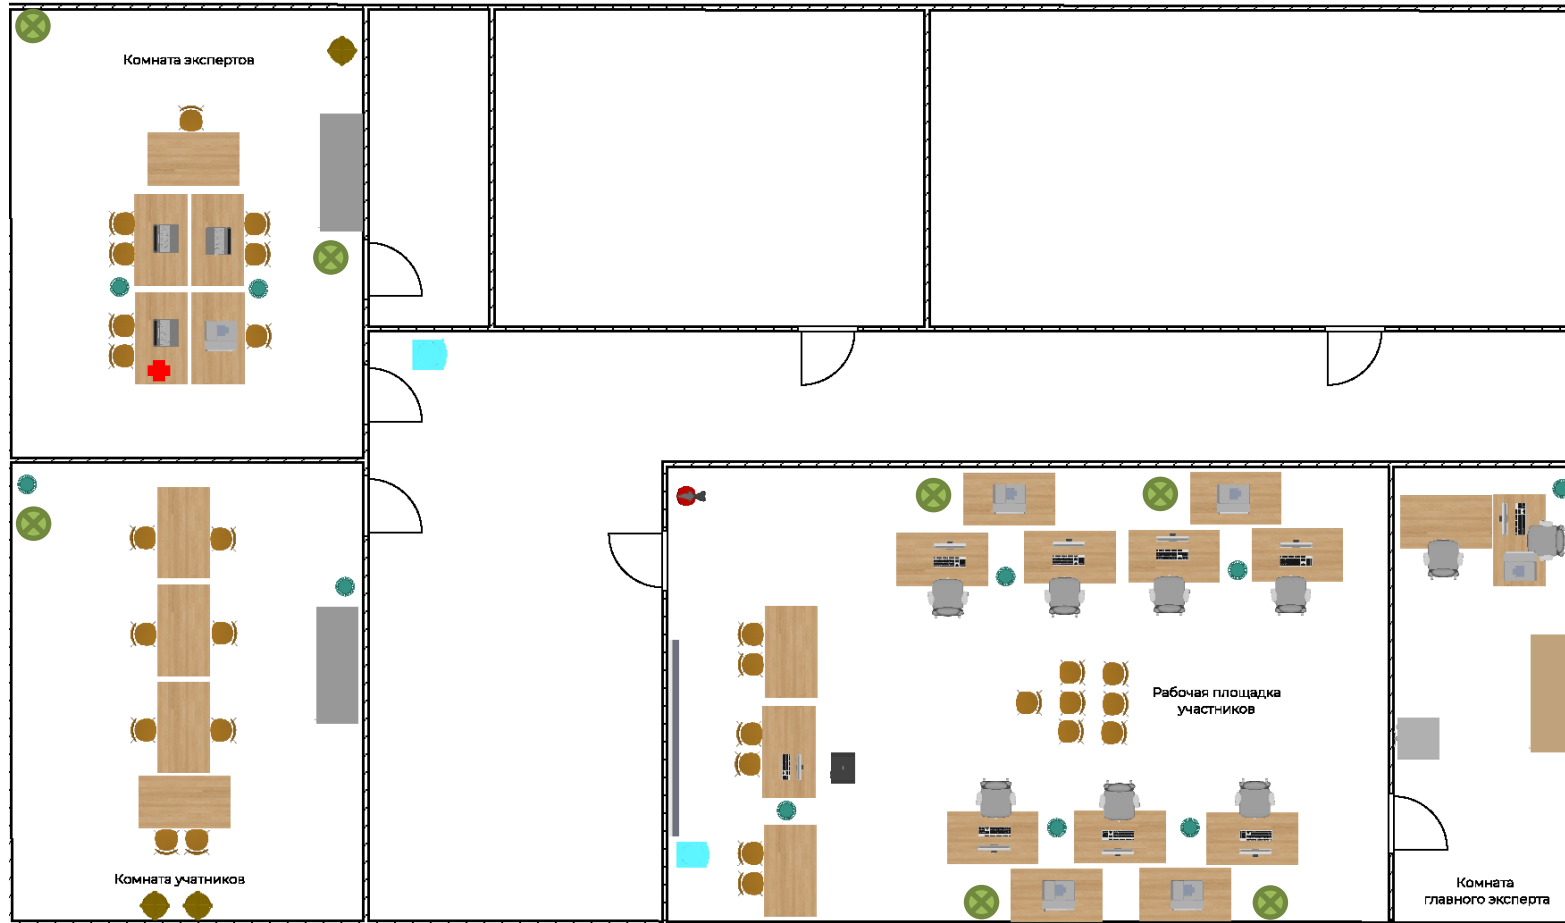 Комната экспертов
Рабочая площадка
участников
Комната учатников
Комната
главного эксперта